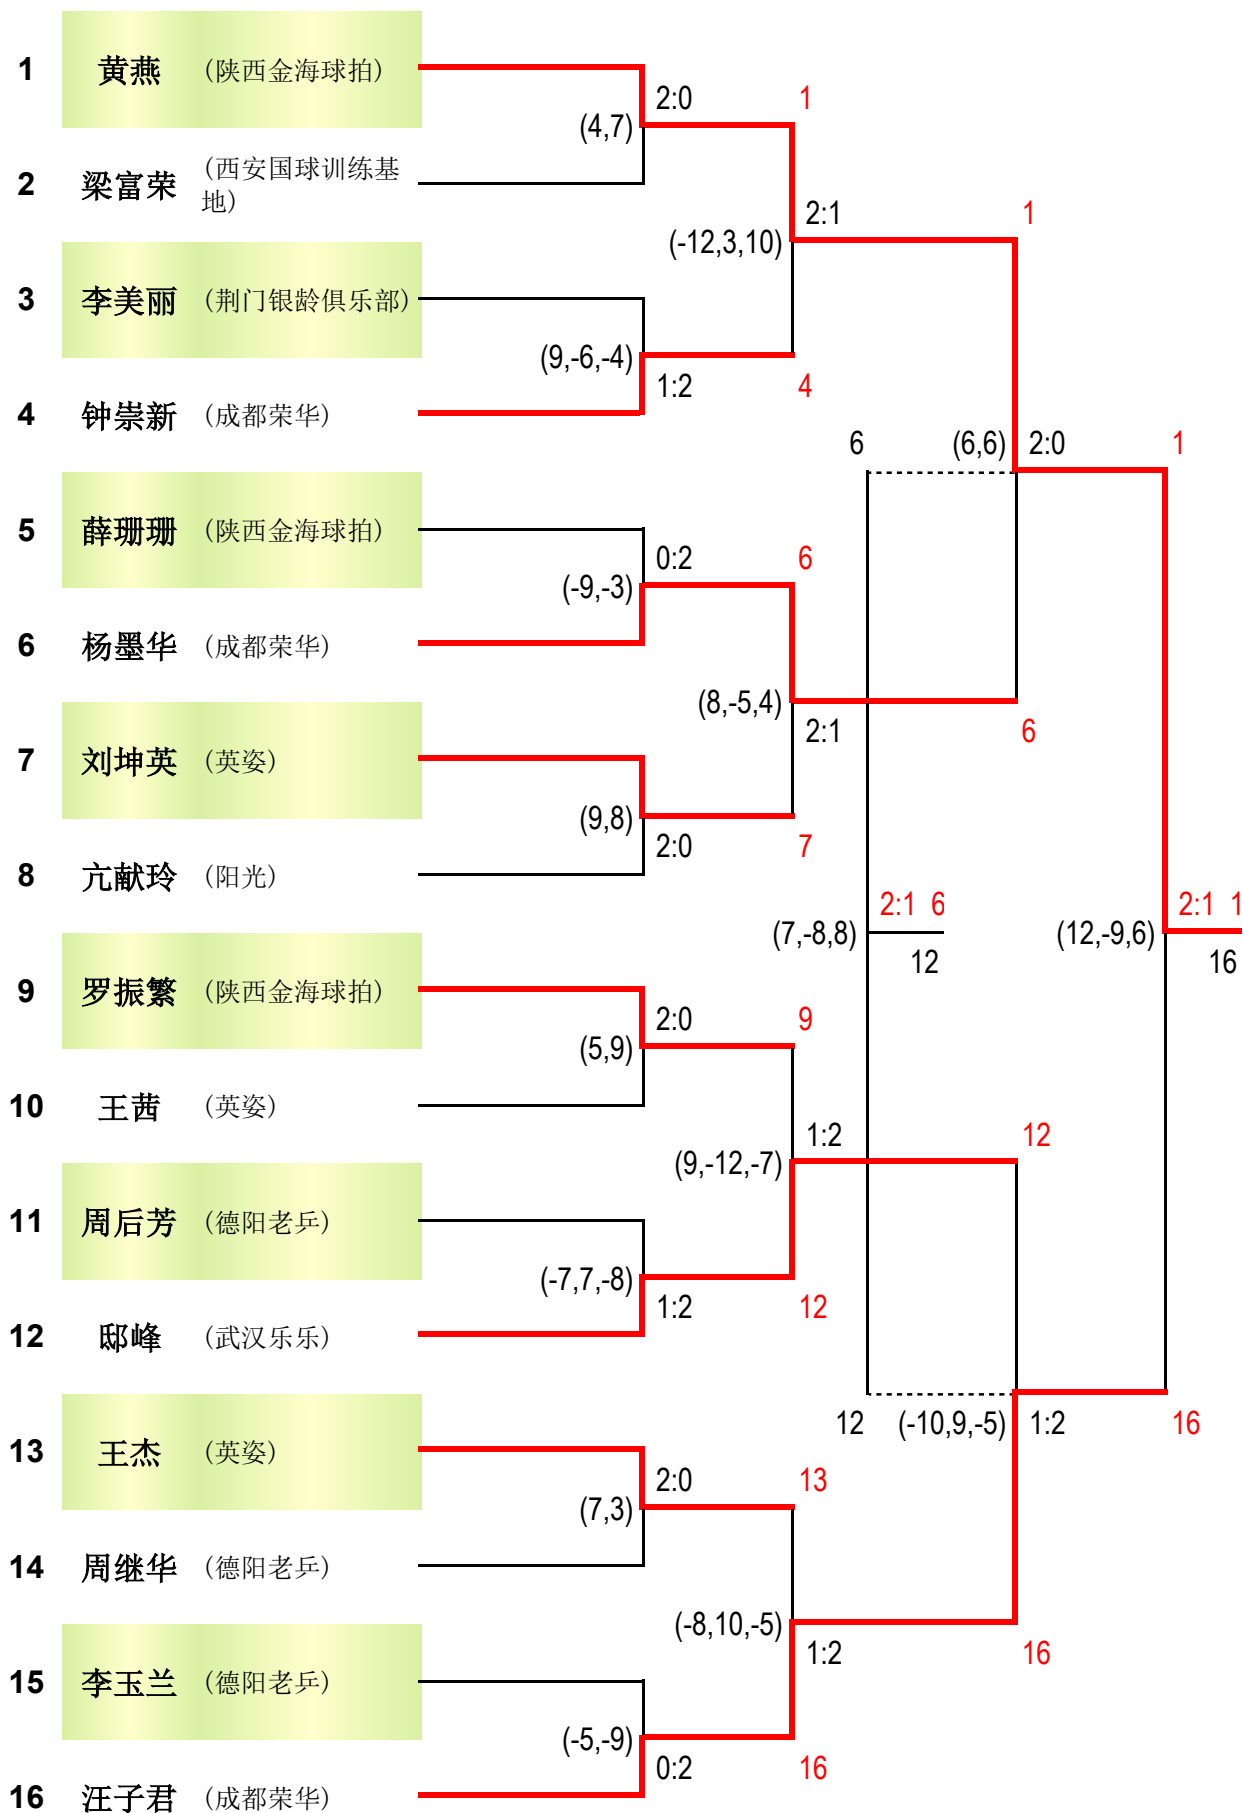 1 黄燕 (陕西金海球拍)
2:0 1
(4,7)
2 梁富荣 (西安国球训练基
地)
2:1 1
(-12,3,10)
3 李美丽 (荆门银龄俱乐部)
(9,-6,-4)
1:2 4
4 钟崇新 (成都荣华)
6 (6,6) 2:0 1
5 薛珊珊 (陕西金海球拍)
0:2 6
(-9,-3)
6 杨墨华 (成都荣华)
(8,-5,4)
2:1 6
7 刘坤英 (英姿)
(9,8)
2:0 7
8 亢献玲 (阳光)
2:1 6 2:1 1
(7,-8,8) (12,-9,6)
12 16
9 罗振繁 (陕西金海球拍)
2:0 9
(5,9)
10 王茜 (英姿)
1:2 12
(9,-12,-7)
11 周后芳 (德阳老乒)
(-7,7,-8)
1:2 12
12 邸峰 (武汉乐乐)
12 (-10,9,-5) 1:2 16
13 王杰 (英姿)
2:0 13
(7,3)
14 周继华 (德阳老乒)
(-8,10,-5)
1:2 16
15 李玉兰 (德阳老乒)
(-5,-9)
0:2 16
16 汪子君 (成都荣华)